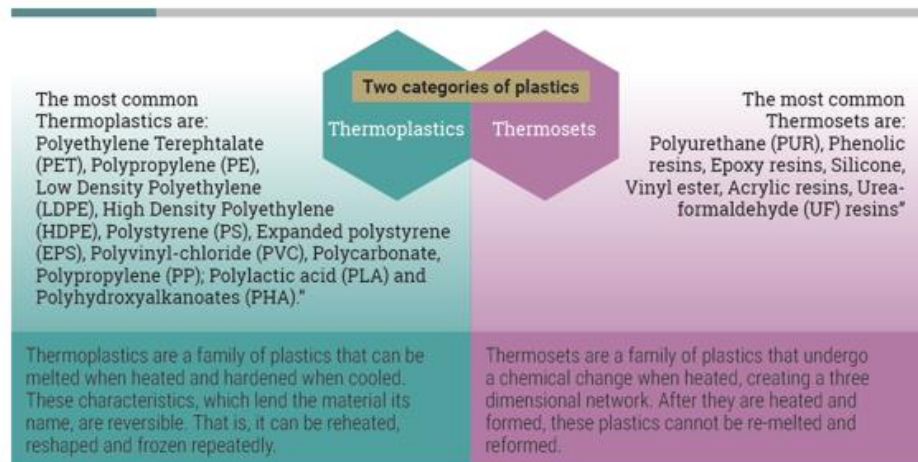 Two categories of plastics
Thermoplastics
Thermosets
The most common
Thermoplastics are:
Polyethylene Terephtalate
(PET), Polypropylene (PE),
Low Density Polyethylene
(LDPE), High Density Polyethylene
(HDPE), Polystyrene (PS), Expanded polystyrene
(EPS), Polyvinyl-chloride (PVC), Polycarbonate,
Polypropylene (PP); Polylactic acid (PLA) and
Polyhydroxyalkanoates (PHA).”
The most common
Thermosets are:
Polyurethane (PUR), Phenolic
resins, Epoxy resins, Silicone,
Vinyl ester, Acrylic resins, Urea-
formaldehyde (UF) resins”
Thermoplastics are a family of plastics that can be
melted when heated and hardened when cooled.
These characteristics, which lend the material its
name, are reversible. That is, it can be reheated,
reshaped and frozen repeatedly.
Thermosets are a family of plastics that undergo
a chemical change when heated, creating a three
dimensional network. After they are heated and
formed, these plastics cannot be re-melted and
reformed.